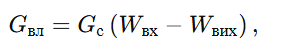 G_вл = G_с (W_вх − W_вих) ,